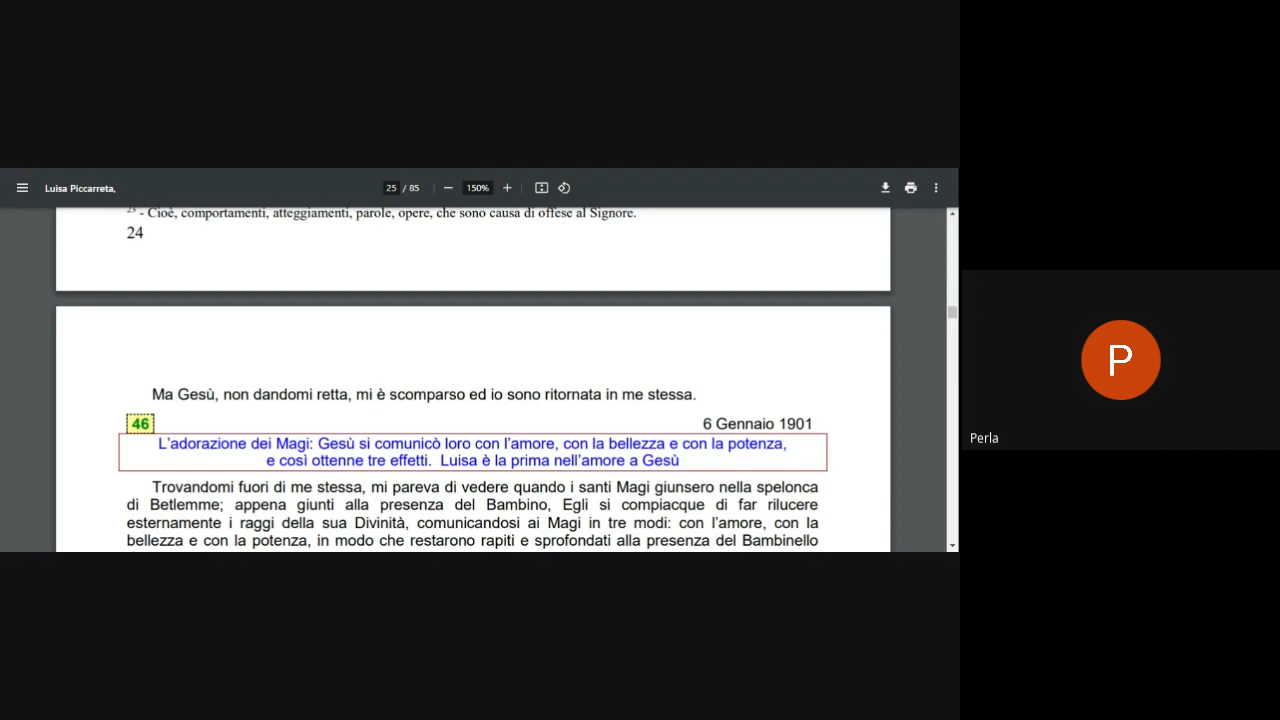 Luisa Piccarreta,
25 / 85
150%
23 - Cioè, comportamenti, atteggiamenti, parole, opere, che sono causa di offese al Signore.
24
Ma Gesù, non dandomi retta, mi è scomparso ed io sono ritornata in me stessa.
46
6 Gennaio 1901
L'adorazione dei Magi: Gesù si comunicò loro con l'amore, con la bellezza e con la potenza,
e così ottenne tre effetti. Luisa è la prima nell'amore a Gesù
Trovandomi fuori di me stessa, mi pareva di vedere quando i santi Magi giunsero nella spelonca
di Betlemme; appena giunti alla presenza del Bambino, Egli si compiacque di far rilucere
esternamente i raggi della sua Divinità, comunicandosi ai Magi in tre modi: con l'amore, con la
bellezza e con la potenza, in modo che restarono rapiti e sprofondati alla presenza del Bambinello
P
Perla